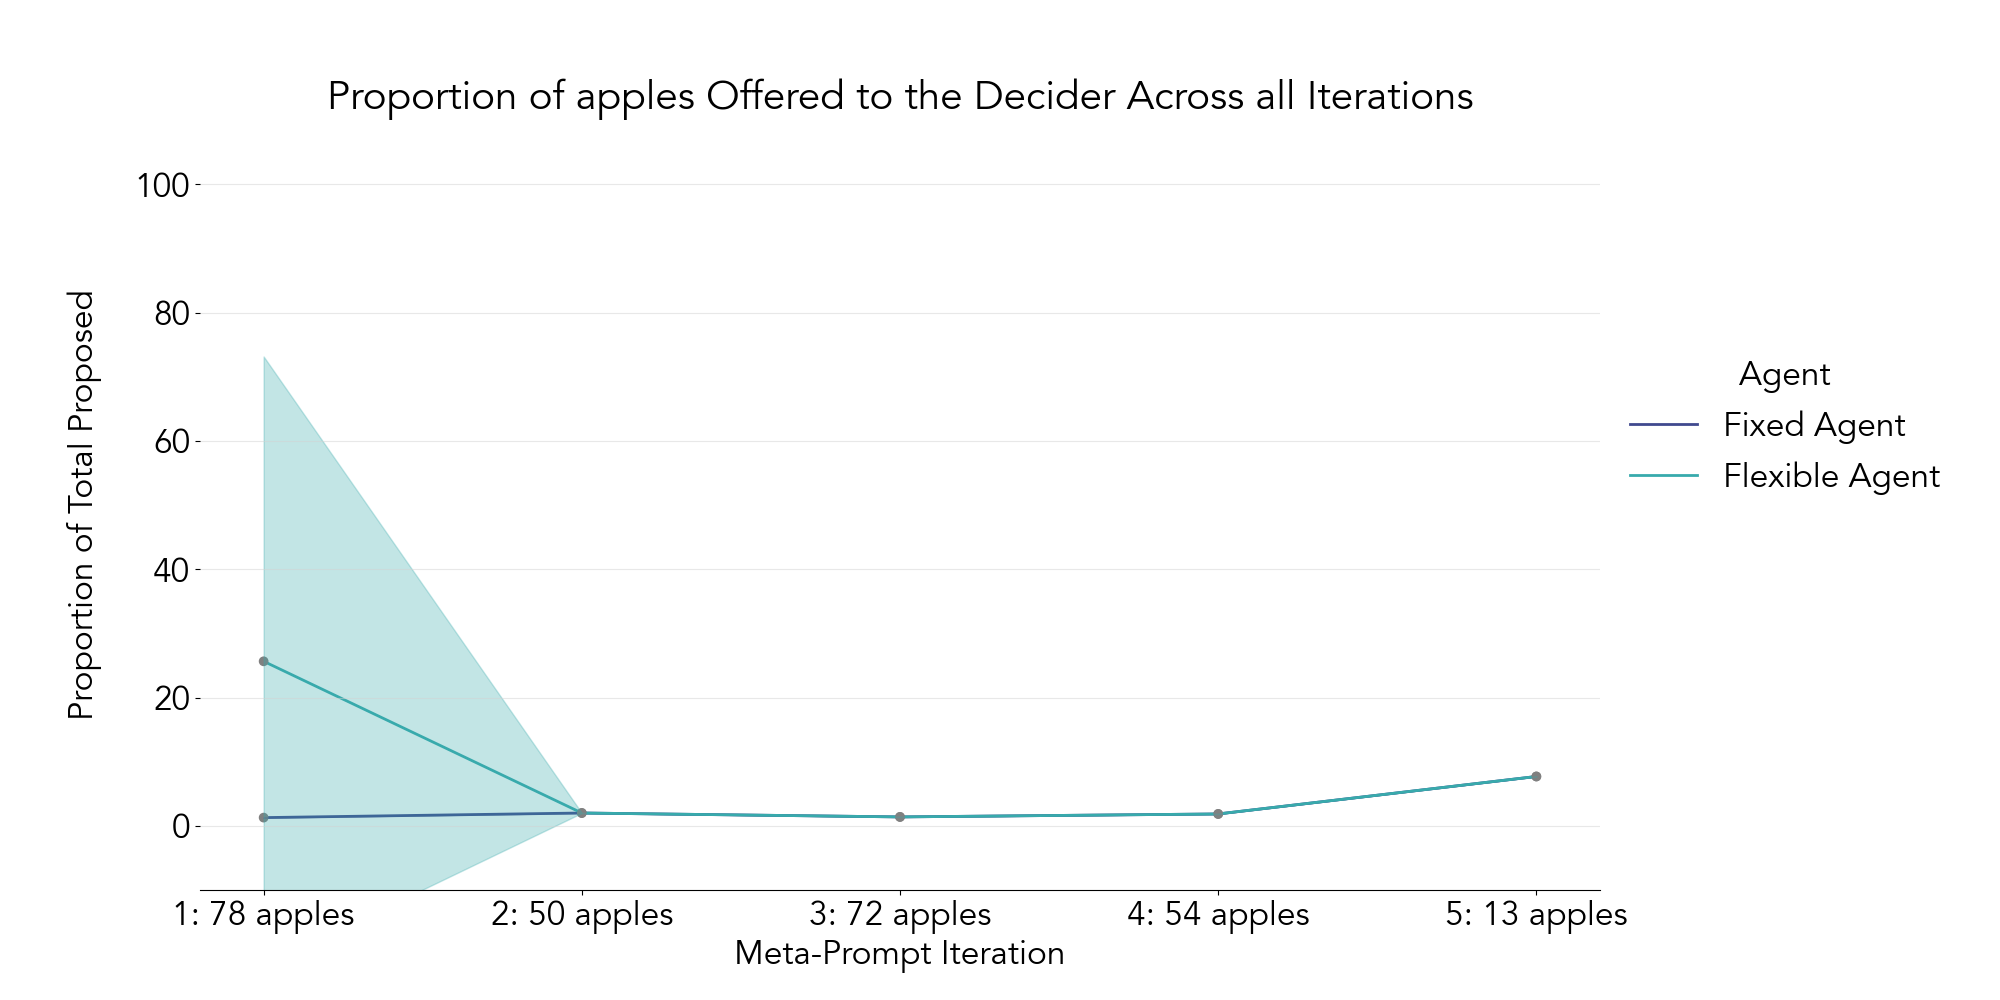 Proportion of apples Offered to the Decider Across all Iterations
Proportion of Total Proposed
100
80
60
40
20
0
1: 78 apples
2: 50 apples
3: 72 apples
4: 54 apples
5: 13 apples
Meta-Prompt Iteration
Agent
Fixed Agent
Flexible Agent